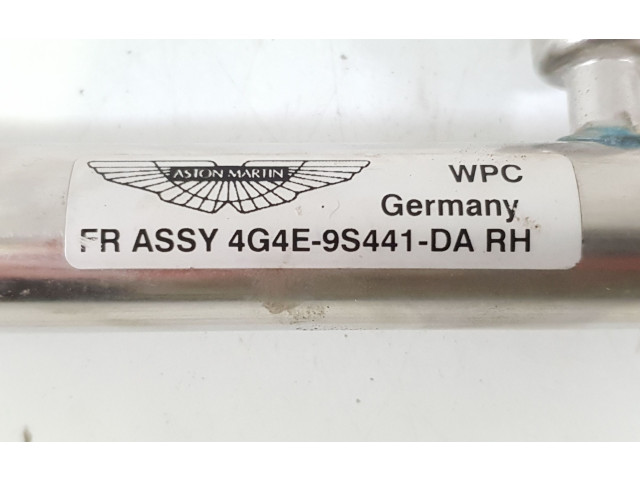 ASTON MARTIN
WPC
Germany
FR ASSY 4G4E-9S441-DA RH